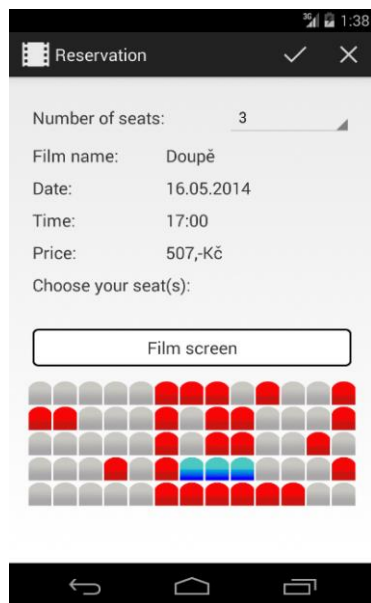 3G 1:38
Reservation
Number of seats: 3
Film name: Doupě
Date: 16.05.2014
Time: 17:00
Price: 507,-Kč
Choose your seat(s):
Film screen